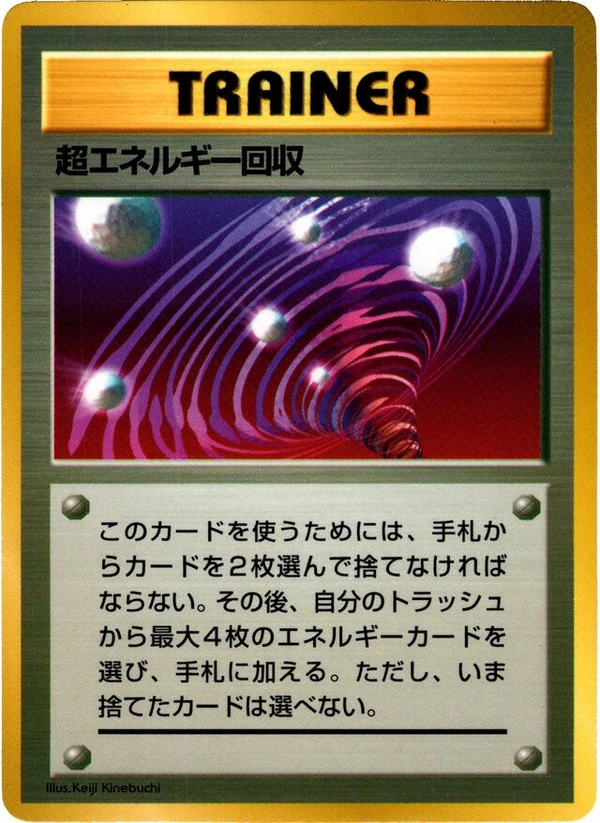 TRAINER
超エネルギー回収
このカードを使うためには、手札か
らカードを2枚選んで捨てなければ
ならない。その後、自分のトラッシュ
から最大4枚のエネルギーカードを
選び、手札に加える。ただし、いま
捨てたカードは選べない。
Illus.Keiji Kinebuchi